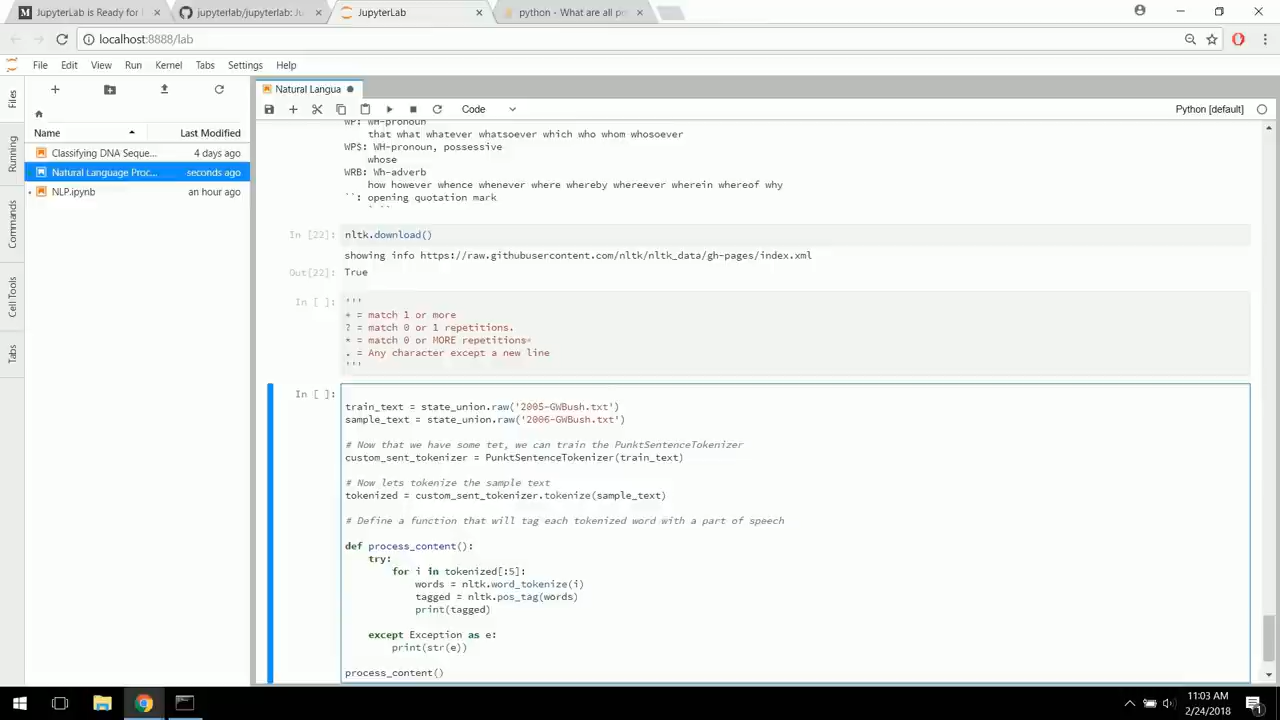 JupyterLab is Ready for
jupyterlab/jupyterlab: Ju
JupyterLab
python - What are all po
localhost:8888/lab
File Edit View Run Kernel Tabs Settings Help
Files
Running
Commands
Cell Tools
Tabs
Name Last Modified
Classifying DNA Seque... 4 days ago
Natural Language Proc... seconds ago
NLP.ipynb an hour ago
Natural Langua
Code
Python [default]
WP: WH-pronoun
that what whatever whatsoever which who whom whosoever
WP$: WH-pronoun, possessive
whose
WRB: Wh-adverb
how however whence whenever where whereby whereever wherein whereof why
``: opening quotation mark
` ``
In [23]: nltk.download()
showing info https://raw.githubusercontent.com/nltk/nltk_data/gh-pages/index.xml
Out[22]: True
In [ ]: '''
+ = match 1 or more
? = match 0 or 1 repetitions.
* = match 0 or MORE repetitions
. = Any character except a new line
'''
In [ ]:
train_text = state_union.raw('2005-GWBush.txt')
sample_text = state_union.raw('2006-GWBush.txt')
# Now that we have some tet, we can train the PunktSentenceTokenizer
custom_sent_tokenizer = PunktSentenceTokenizer(train_text)
# Now lets tokenize the sample text
tokenized = custom_sent_tokenizer.tokenize(sample_text)
# Define a function that will tag each tokenized word with a part of speech
def process_content():
try:
for i in tokenized[:5]:
words = nltk.word_tokenize(i)
tagged = nltk.pos_tag(words)
print(tagged)
except Exception as e:
print(str(e))
process_content()
11:03 AM
2/24/2018
1